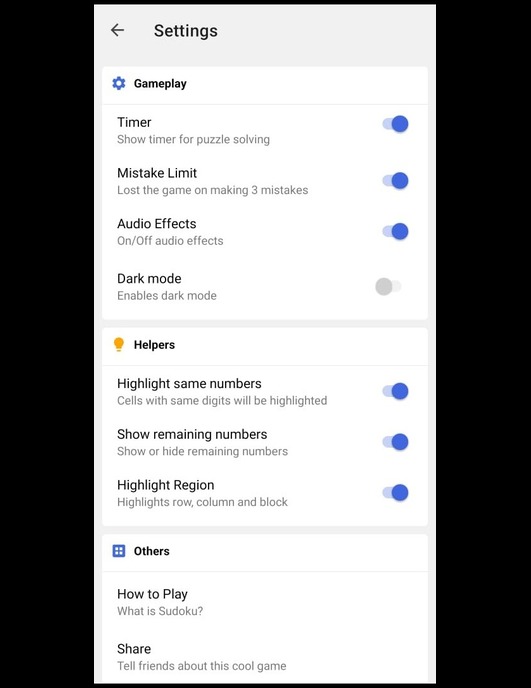 Settings
Gameplay
Timer
Show timer for puzzle solving
Mistake Limit
Lost the game on making 3 mistakes
Audio Effects
On/Off audio effects
Dark mode
Enables dark mode
Helpers
Highlight same numbers
Cells with same digits will be highlighted
Show remaining numbers
Show or hide remaining numbers
Highlight Region
Highlights row, column and block
Others
How to Play
What is Sudoku?
Share
Tell friends about this cool game